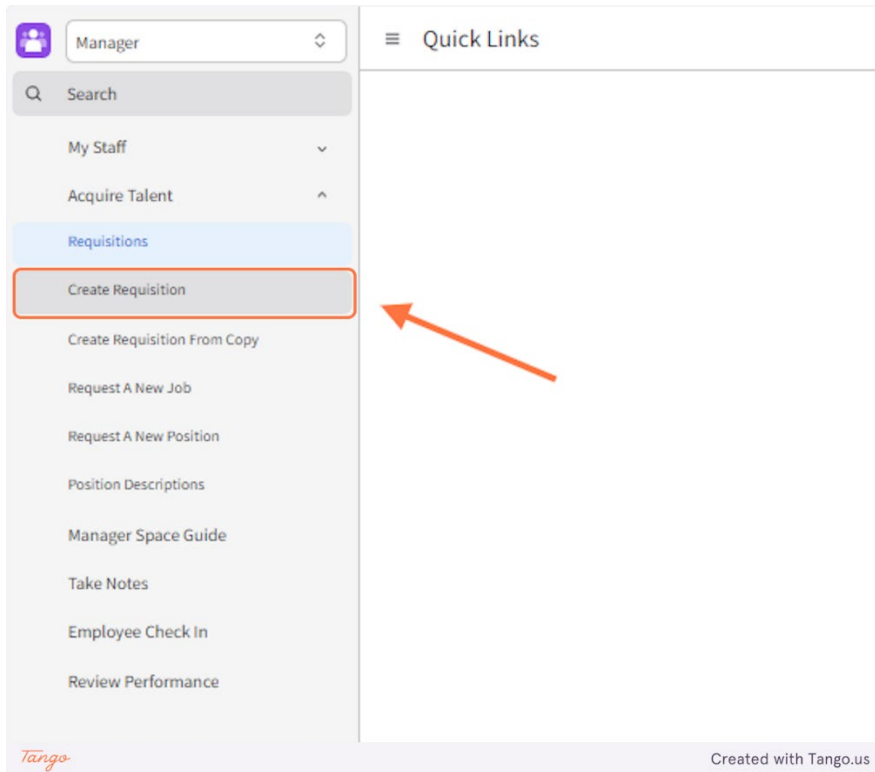 Manager
Quick Links
Search
My Staff
Acquire Talent
Requisitions
Create Requisition
Create Requisition From Copy
Request A New Job
Request A New Position
Position Descriptions
Manager Space Guide
Take Notes
Employee Check In
Review Performance
Tango
Created with Tango.us